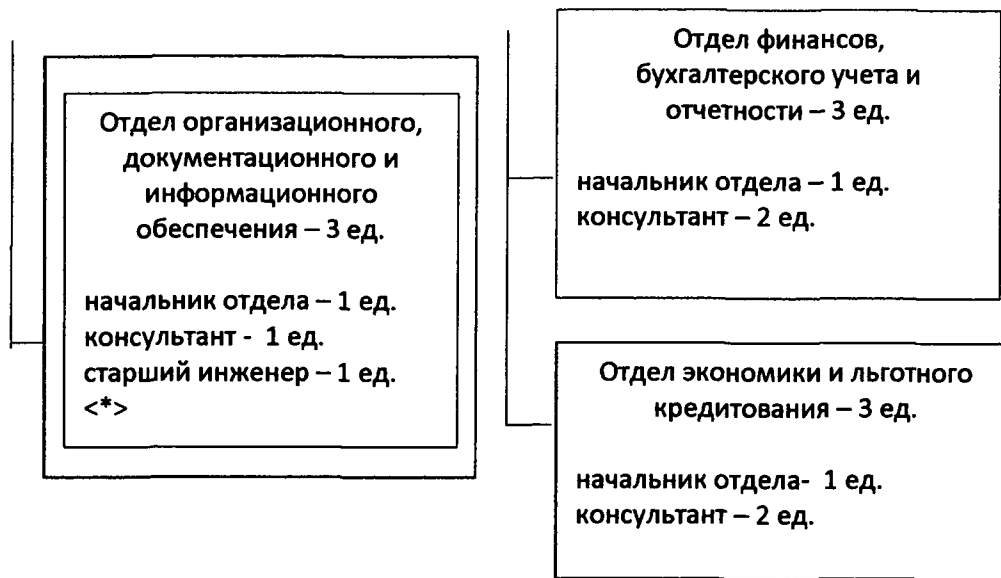 Отдел организационного,
документационного и
информационного
обеспечения – 3 ед.
начальник отдела – 1 ед.
консультант - 1 ед.
старший инженер – 1 ед.
<*>
Отдел финансов,
бухгалтерского учета и
отчетности – 3 ед.
начальник отдела – 1 ед.
консультант – 2 ед.
Отдел экономики и льготного
кредитования – 3 ед.
начальник отдела- 1 ед.
консультант – 2 ед.